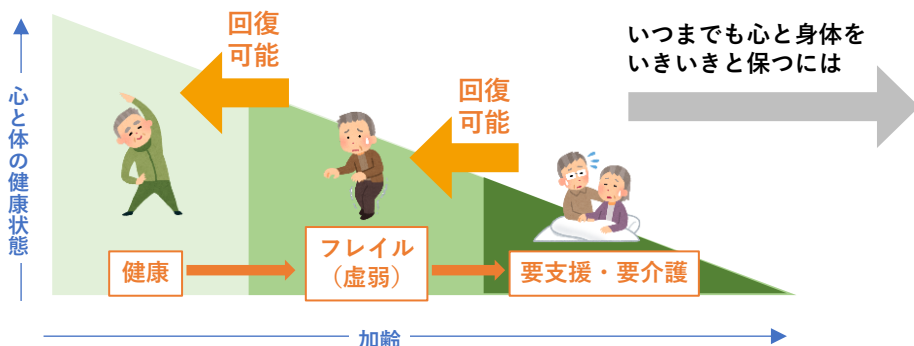 回復
可能
回復
可能
いつまでも心と身体を
いきいきと保つには
心と体の健康状態
健康
フレイル
（虚弱）
要支援・要介護
加齢